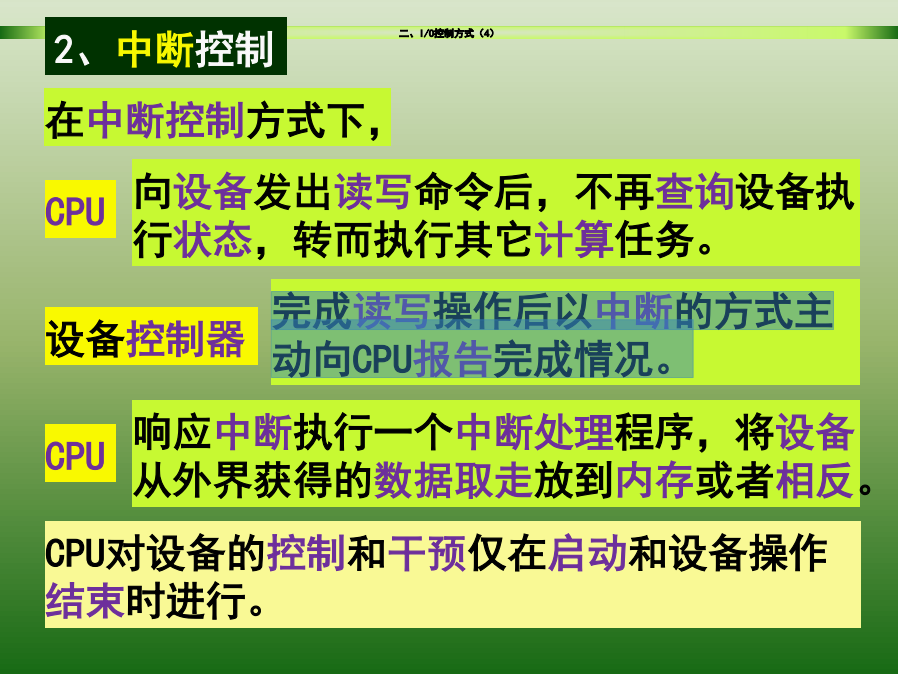 二、I/O控制方式（4）
2、中断控制
在中断控制方式下，
CPU
向设备发出读写命令后，不再查询设备执
行状态，转而执行其它计算任务。
设备控制器
完成读写操作后以中断的方式主
动向CPU报告完成情况。
CPU
响应中断执行一个中断处理程序，将设备
从外界获得的数据取走放到内存或者相反。
CPU对设备的控制和干预仅在启动和设备操作
结束时进行。